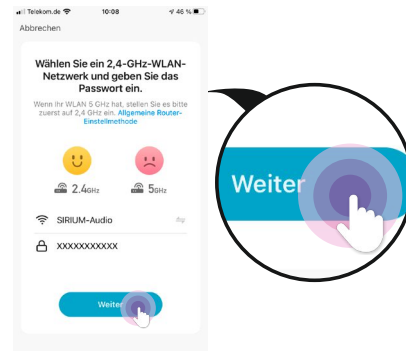 Telekom.de 10:08 46 %
Abbrechen
Wählen Sie ein 2,4-GHz-WLAN-
Netzwerk und geben Sie das
Passwort ein.
Wenn Ihr WLAN 5 GHz hat, stellen Sie es bitte
zuerst auf 2,4 GHz ein. Allgemeine Router-
Einstellmethode
2.4GHz 5GHz
SIRIUM-Audio
XXXXXXXXXXX
Weiter
Weiter